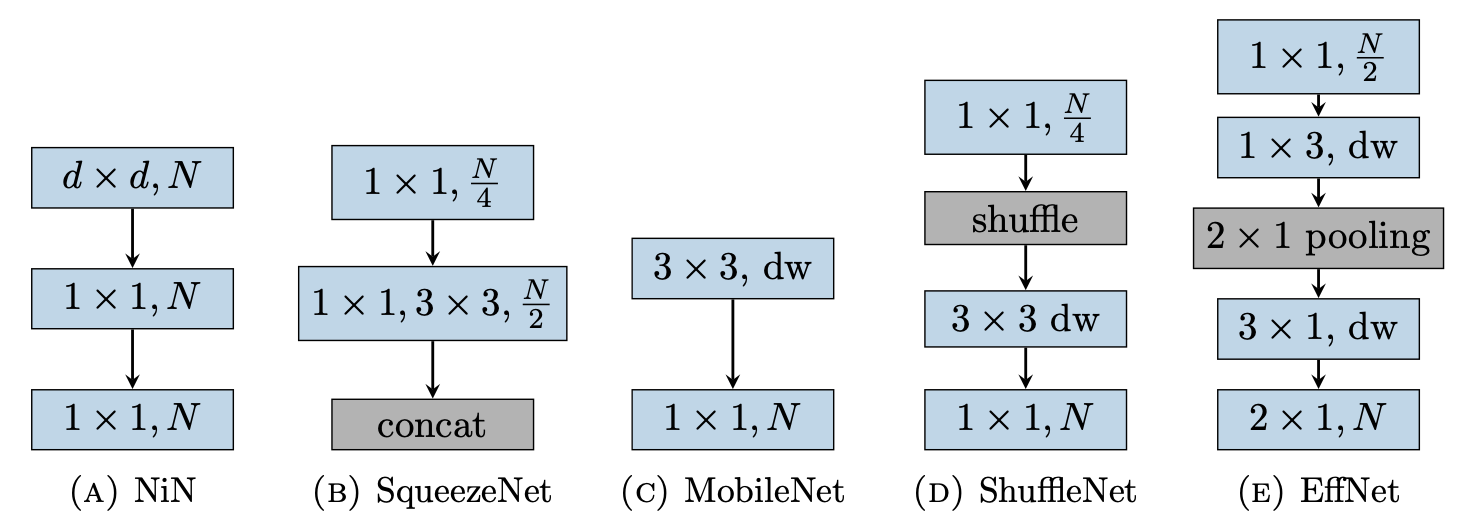 d × d, N
1 × 1, N
1 × 1, N
(A) NiN
1 × 1, N/4
1 × 1, 3 × 3, N/2
concat
(B) SqueezeNet
3 × 3, dw
1 × 1, N
(C) MobileNet
1 × 1, N/4
shuffle
3 × 3 dw
1 × 1, N
(D) ShuffleNet
1 × 1, N/2
1 × 3, dw
2 × 1 pooling
3 × 1, dw
2 × 1, N
(E) EffNet